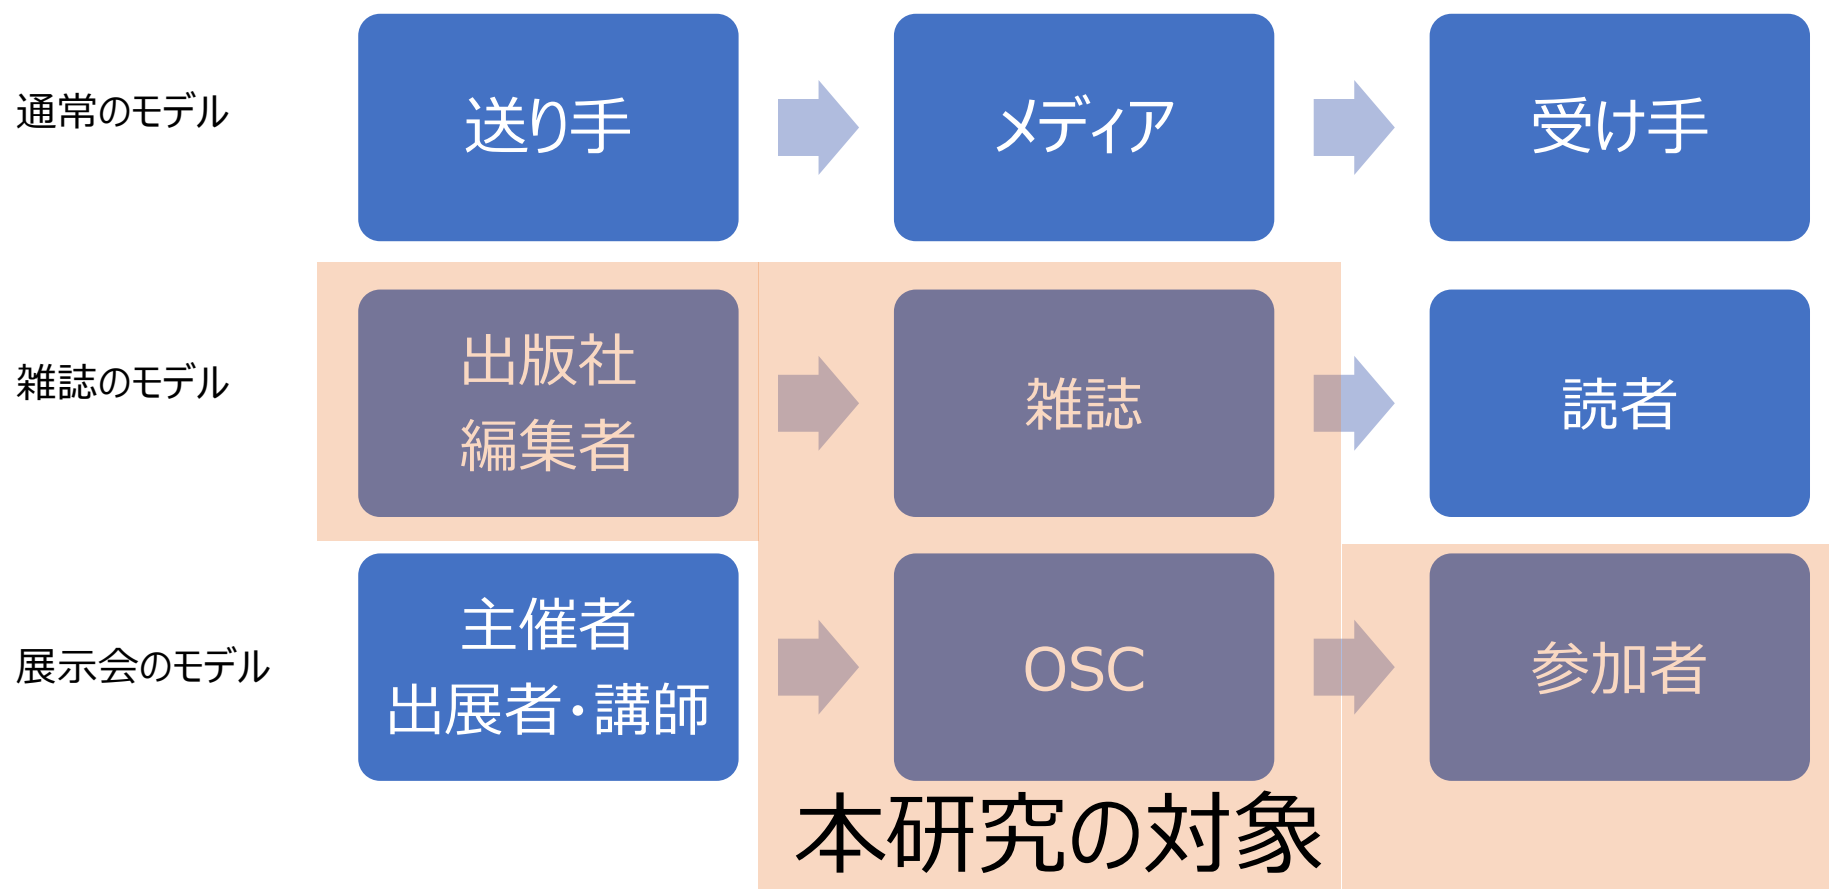 通常のモデル
送り手
メディア
受け手
雑誌のモデル
出版社
編集者
雑誌
読者
展示会のモデル
主催者
出展者・講師
OSC
参加者
本研究の対象